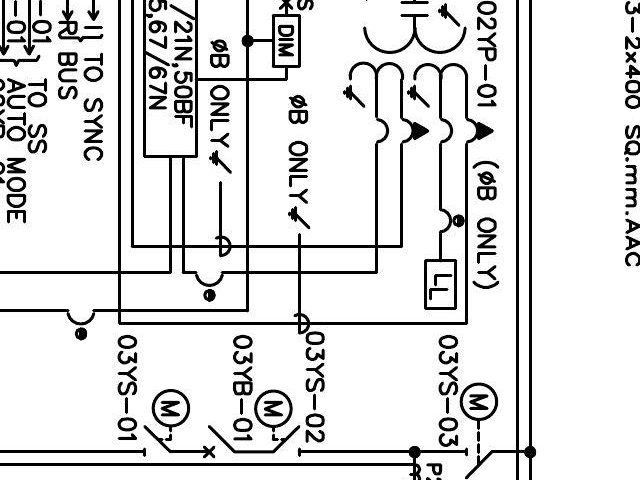 3-2x400 SQ.mm.AAC
02YP-01
(øB ONLY)
LL
DIM
øB ONLY
øB ONLY
/21N,50BF
5,67/67N
TO SYNC
R BUS
-01
TO SS
-01
AUTO MODE
03YS-03
03YS-02
03YB-01
03YS-01
M
M
M